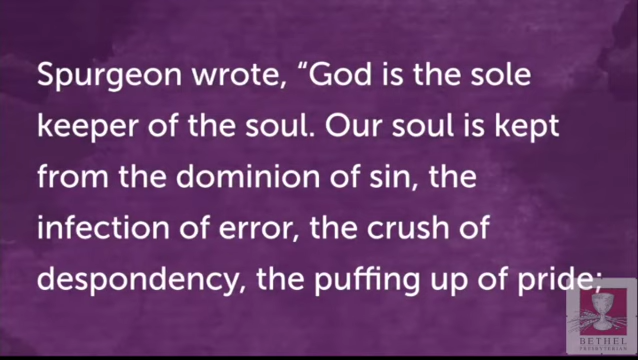 Spurgeon wrote, “God is the sole
keeper of the soul. Our soul is kept
from the dominion of sin, the
infection of error, the crush of
despondency, the puffing up of pride;
BETHEL
PRESBYTERIAN